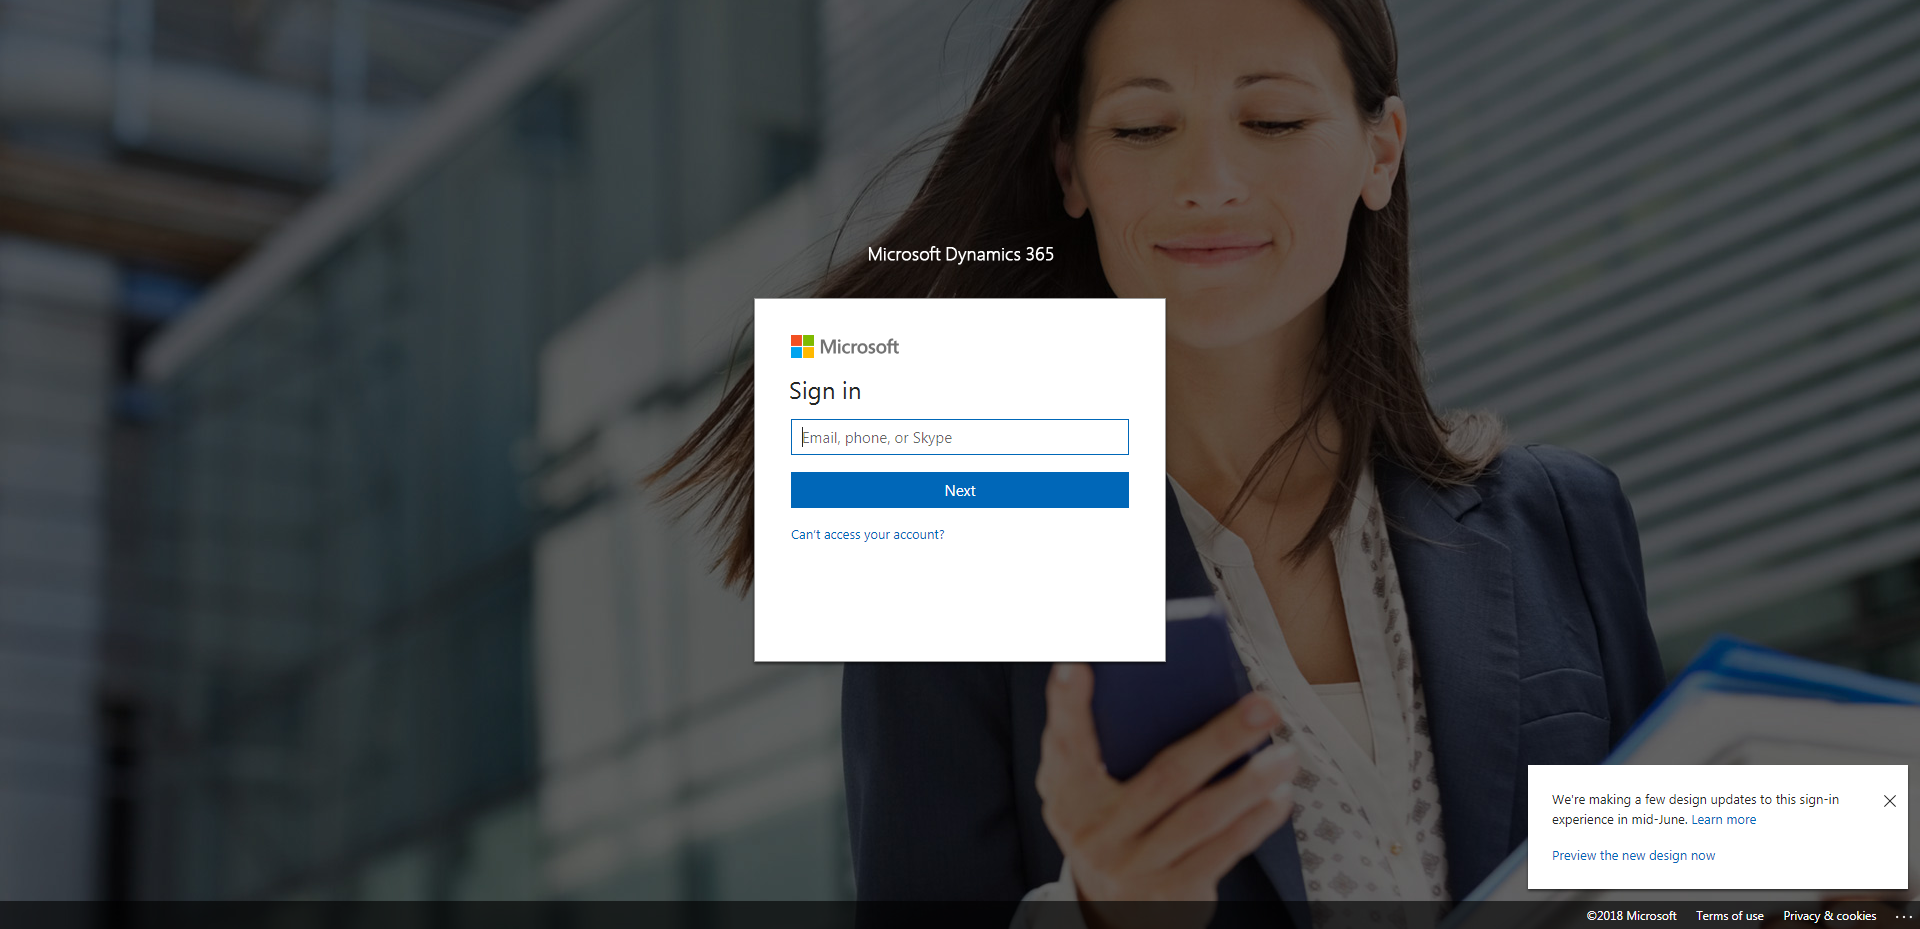 Microsoft Dynamics 365
Microsoft
Sign in
Email, phone, or Skype
Next
Can't access your account?
We're making a few design updates to this sign-in
experience in mid-June. Learn more
Preview the new design now
©2018 Microsoft Terms of use Privacy & cookies ...